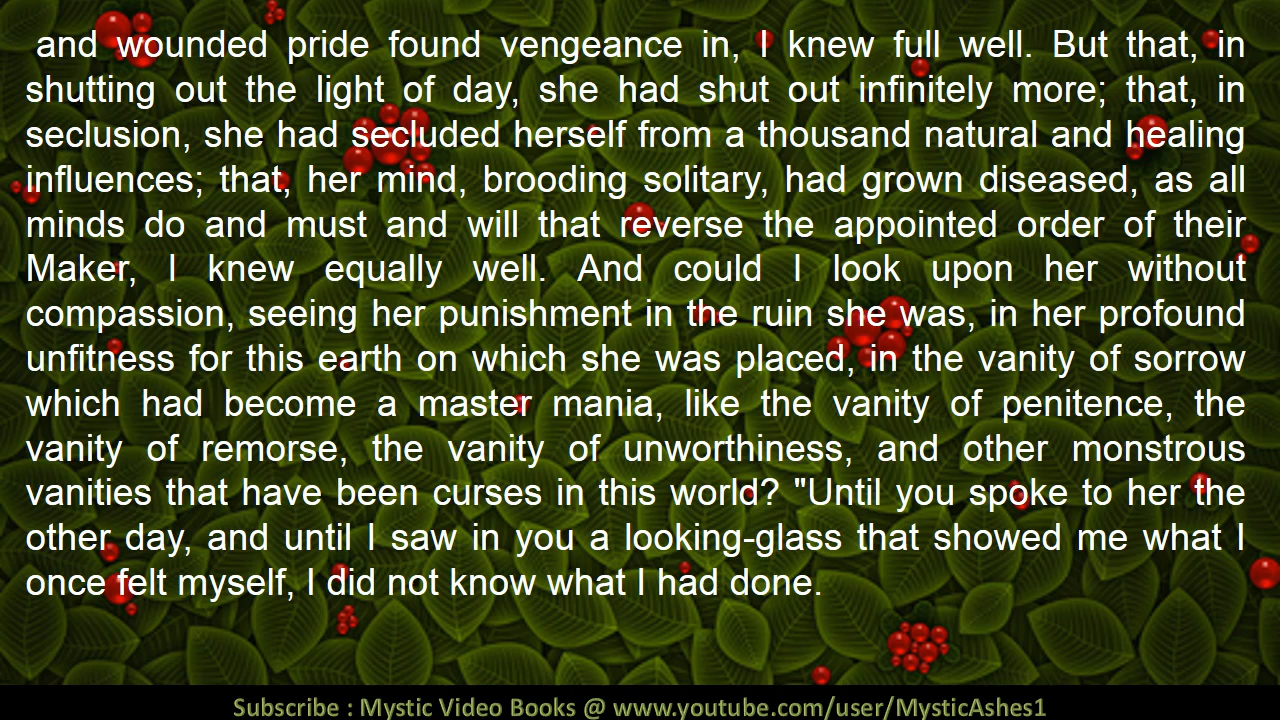 and wounded pride found vengeance in, I knew full well. But that, in
shutting out the light of day, she had shut out infinitely more; that, in
seclusion, she had secluded herself from a thousand natural and healing
influences; that, her mind, brooding solitary, had grown diseased, as all
minds do and must and will that reverse the appointed order of their
Maker, I knew equally well. And could I look upon her without
compassion, seeing her punishment in the ruin she was, in her profound
unfitness for this earth on which she was placed, in the vanity of sorrow
which had become a master mania, like the vanity of penitence, the
vanity of remorse, the vanity of unworthiness, and other monstrous
vanities that have been curses in this world? "Until you spoke to her the
other day, and until I saw in you a looking-glass that showed me what I
once felt myself, I did not know what I had done.
Subscribe : Mystic Video Books @ www.youtube.com/user/MysticAshes1